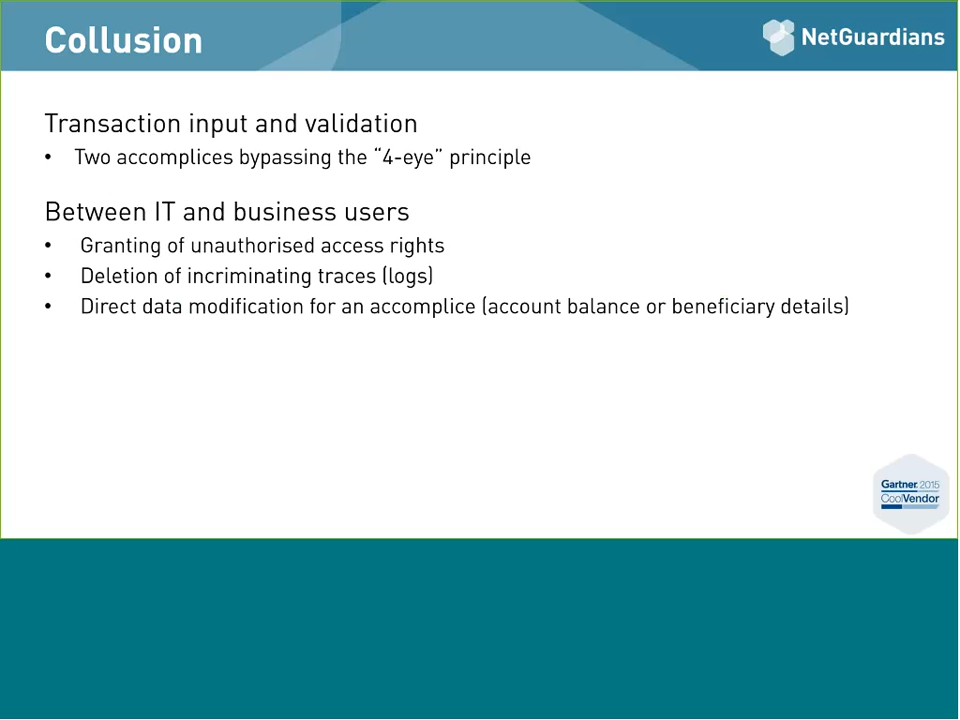 Collusion
NetGuardians
Transaction input and validation
• Two accomplices bypassing the “4-eye” principle
Between IT and business users
• Granting of unauthorised access rights
• Deletion of incriminating traces (logs)
• Direct data modification for an accomplice (account balance or beneficiary details)
Gartner 2015
CoolVendor